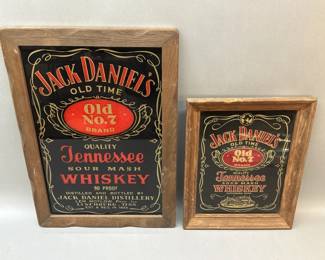 JACK DANIEL'S
OLD TIME
Old
No.7
BRAND
QUALITY
Tennessee
SOUR MASH
WHISKEY
90 PROOF
DISTILLED AND BOTTLED BY
JACK DANIEL DISTILLERY
LYNCHBURG, TENN.
JACK DANIEL'S
OLD TIME
Old
No.7
BRAND
QUALITY
Tennessee
SOUR MASH
WHISKEY